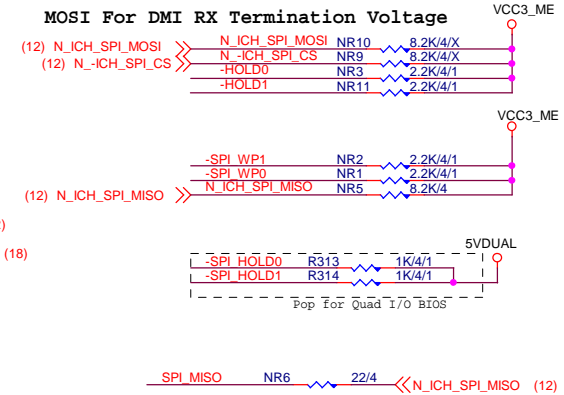 MOSI For DMI RX Termination Voltage
VCC3_ME
(12) N_ICH_SPI_MOSI N_ICH_SPI_MOSI NR10 8.2K/4/X
(12) N_-ICH_SPI_CS N_-ICH_SPI_CS NR9 8.2K/4/X
-HOLD0 NR3 2.2K/4/1
-HOLD1 NR11 2.2K/4/1
VCC3_ME
-SPI_WP1 NR2 2.2K/4/1
-SPI_WP0 NR1 2.2K/4/1
(12) N_ICH_SPI_MISO N_ICH_SPI_MISO NR5 8.2K/4
)
(18)
5VDUAL
-SPI_HOLD0 R313 1K/4/1
-SPI_HOLD1 R314 1K/4/1
Pop for Quad I/O BIOS
SPI_MISO NR6 22/4 N_ICH_SPI_MISO (12)